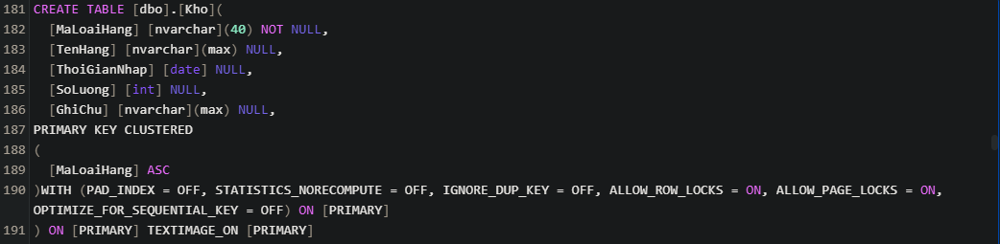 181 CREATE TABLE [dbo].[Kho](
182   [MaLoaiHang] [nvarchar](40) NOT NULL,
183   [TenHang] [nvarchar](max) NULL,
184   [ThoiGianNhap] [date] NULL,
185   [SoLuong] [int] NULL,
186   [GhiChu] [nvarchar](max) NULL,
187 PRIMARY KEY CLUSTERED
188 (
189   [MaLoaiHang] ASC
190 )WITH (PAD_INDEX = OFF, STATISTICS_NORECOMPUTE = OFF, IGNORE_DUP_KEY = OFF, ALLOW_ROW_LOCKS = ON, ALLOW_PAGE_LOCKS = ON,
OPTIMIZE_FOR_SEQUENTIAL_KEY = OFF) ON [PRIMARY]
191 ) ON [PRIMARY] TEXTIMAGE_ON [PRIMARY]